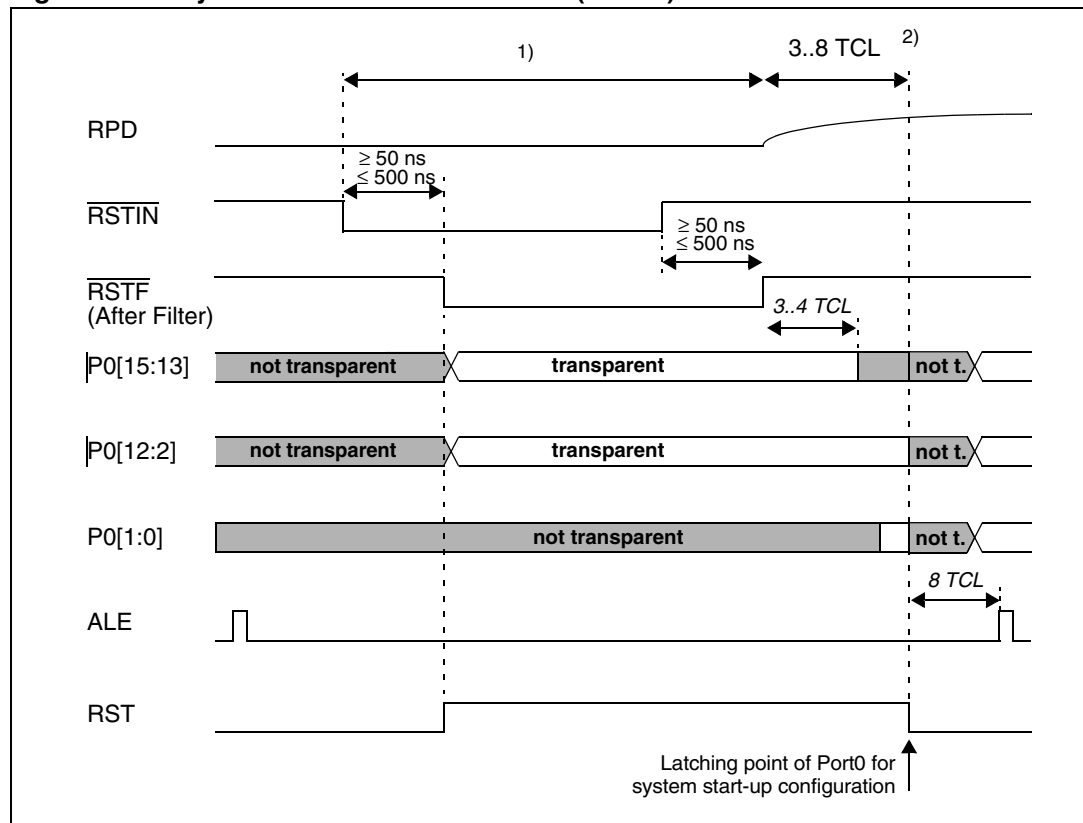 1)
3..8 TCL 2)
RPD
≥ 50 ns
≤ 500 ns
RSTIN
≥ 50 ns
≤ 500 ns
RSTF
(After Filter)
3..4 TCL
P0[15:13] not transparent transparent not t.
P0[12:2] not transparent transparent not t.
P0[1:0] not transparent not t.
8 TCL
ALE
RST
Latching point of Port0 for
system start-up configuration